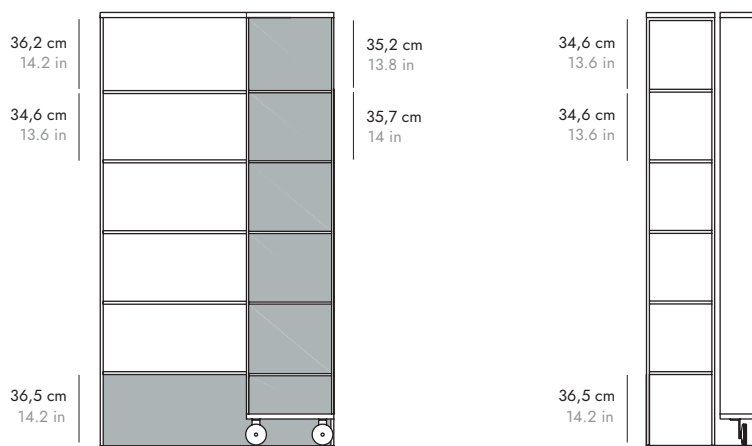 36,2 cm
14.2 in
34,6 cm
13.6 in
36,5 cm
14.2 in
35,2 cm
13.8 in
35,7 cm
14 in
34,6 cm
13.6 in
34,6 cm
13.6 in
36,5 cm
14.2 in